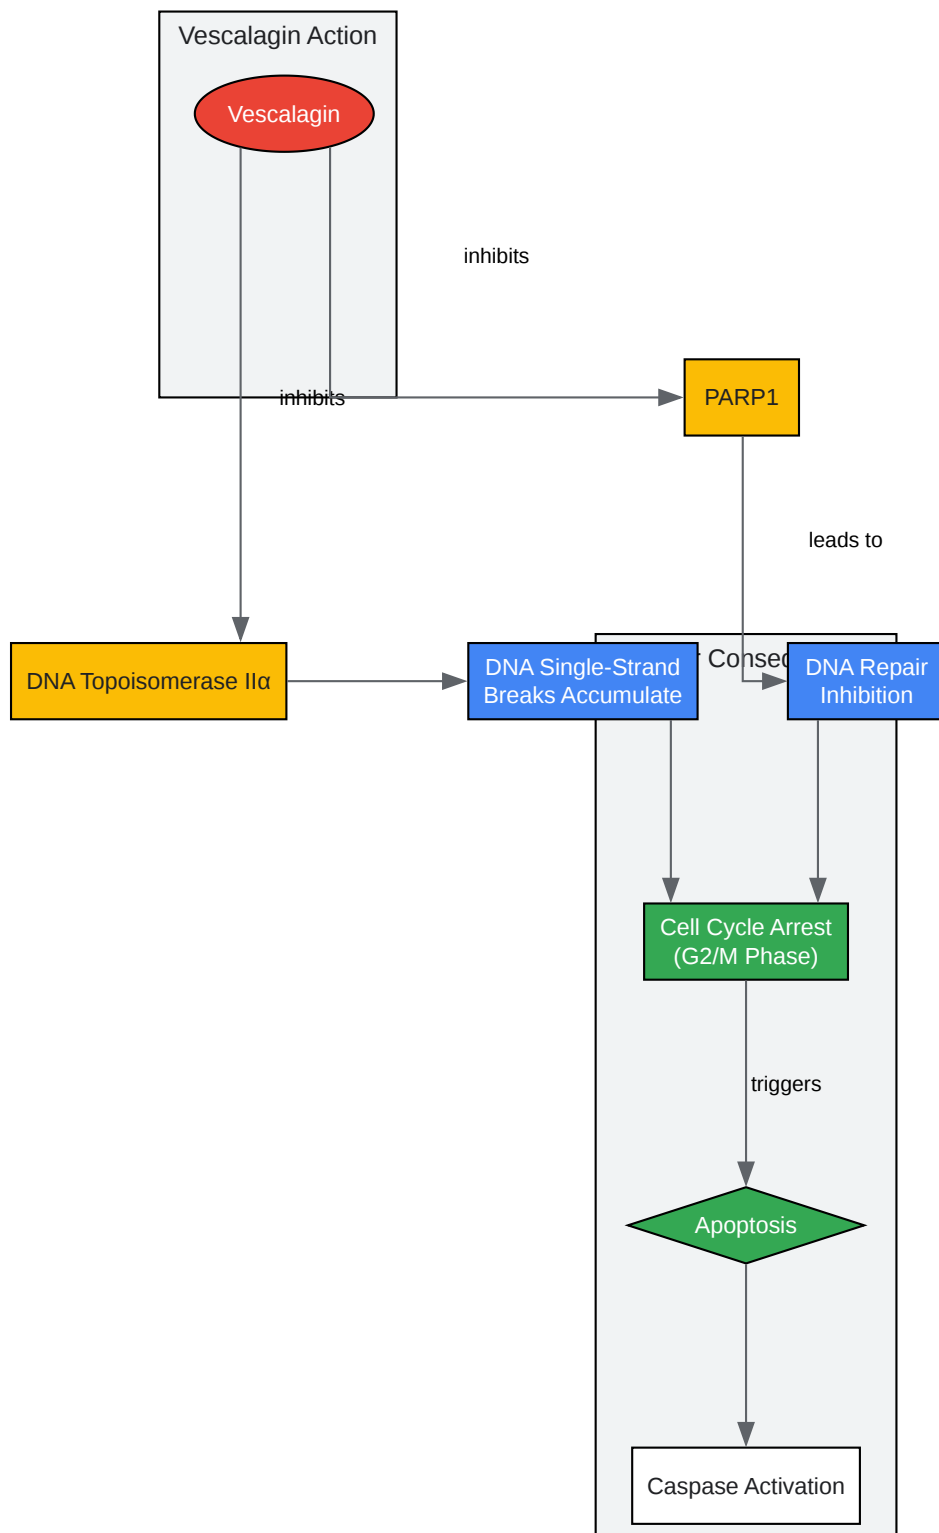 Vescalagin Action
Vescalagin
inhibits
inhibits
PARP1
leads to
DNA Topoisomerase IIα
DNA Single-Strand
Breaks Accumulate
DNA Repair
Inhibition
Cell Cycle Arrest
(G2/M Phase)
triggers
Apoptosis
Caspase Activation